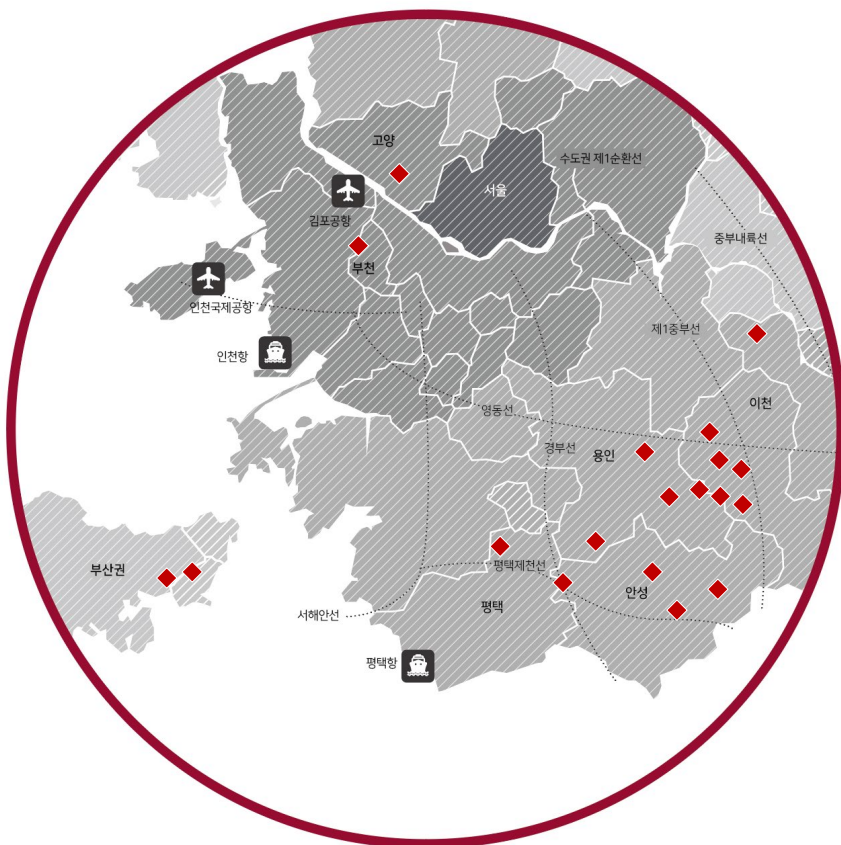 고양
수도권 제1순환선
서울
김포공항
중부내륙선
부천
인천국제공항
제1중부선
인천항
이천
영동선
경부선
용인
평택제천선
부산권
안성
평택
서해안선
평택항